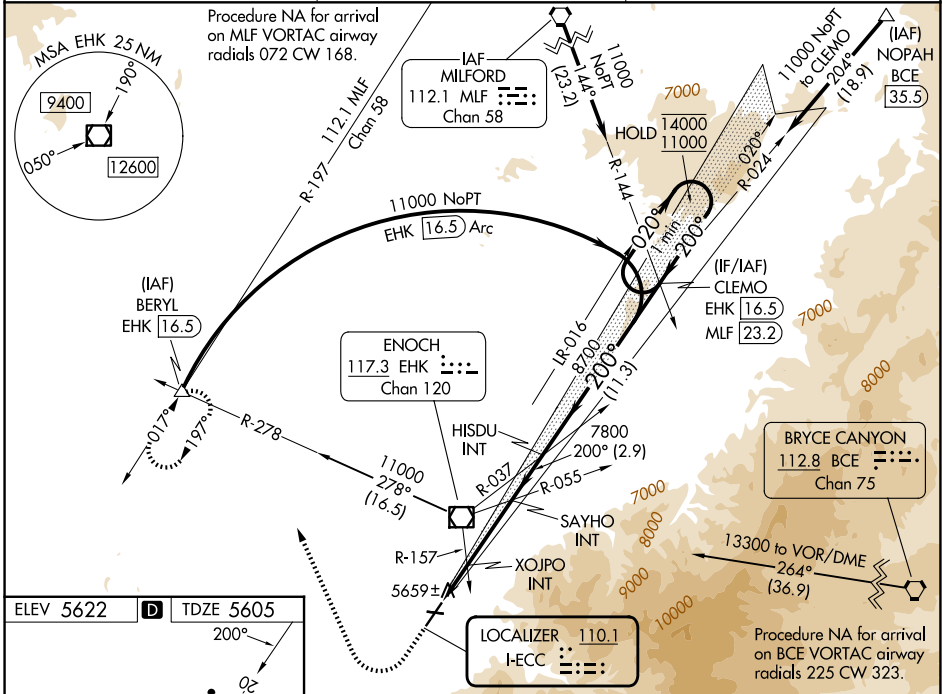 Procedure NA for arrival
on MLF VORTAC airway
radials 072 CW 168.
MSA EHK 25 NM
190°
9400
050°
12600
112.1 MLF
Chan 58
R-197
IAF
MILFORD
112.1 MLF
Chan 58
11000
NoPT
144°
(23.2)
R-144
7000
HOLD
14000
11000
11000 NoPT
to CLEMO
204°
(18.9)
(IAF)
NOPAH
BCE
35.5
020°
R-024
11000 NoPT
EHK 16.5 Arc
020°
1 min
200°
(IF/IAF)
CLEMO
EHK 16.5
MLF 23.2
7000
(IAF)
BERYL
EHK 16.5
LR-016
8700
200°
(11.3)
8000
ENOCH
117.3 EHK
Chan 120
017°
197°
R-278
HISDU
INT
7800
200° (2.9)
R-037
R-055
11000
278°
(16.5)
BRYCE CANYON
112.8 BCE
Chan 75
7000
8000
SAYHO
INT
R-157
XOJPO
INT
13300 to VOR/DME
264°
(36.9)
9000
10000
5659±
ELEV 5622
D
TDZE 5605
200°
20
LOCALIZER 110.1
I-ECC
Procedure NA for arrival
on BCE VORTAC airway
radials 225 CW 323.